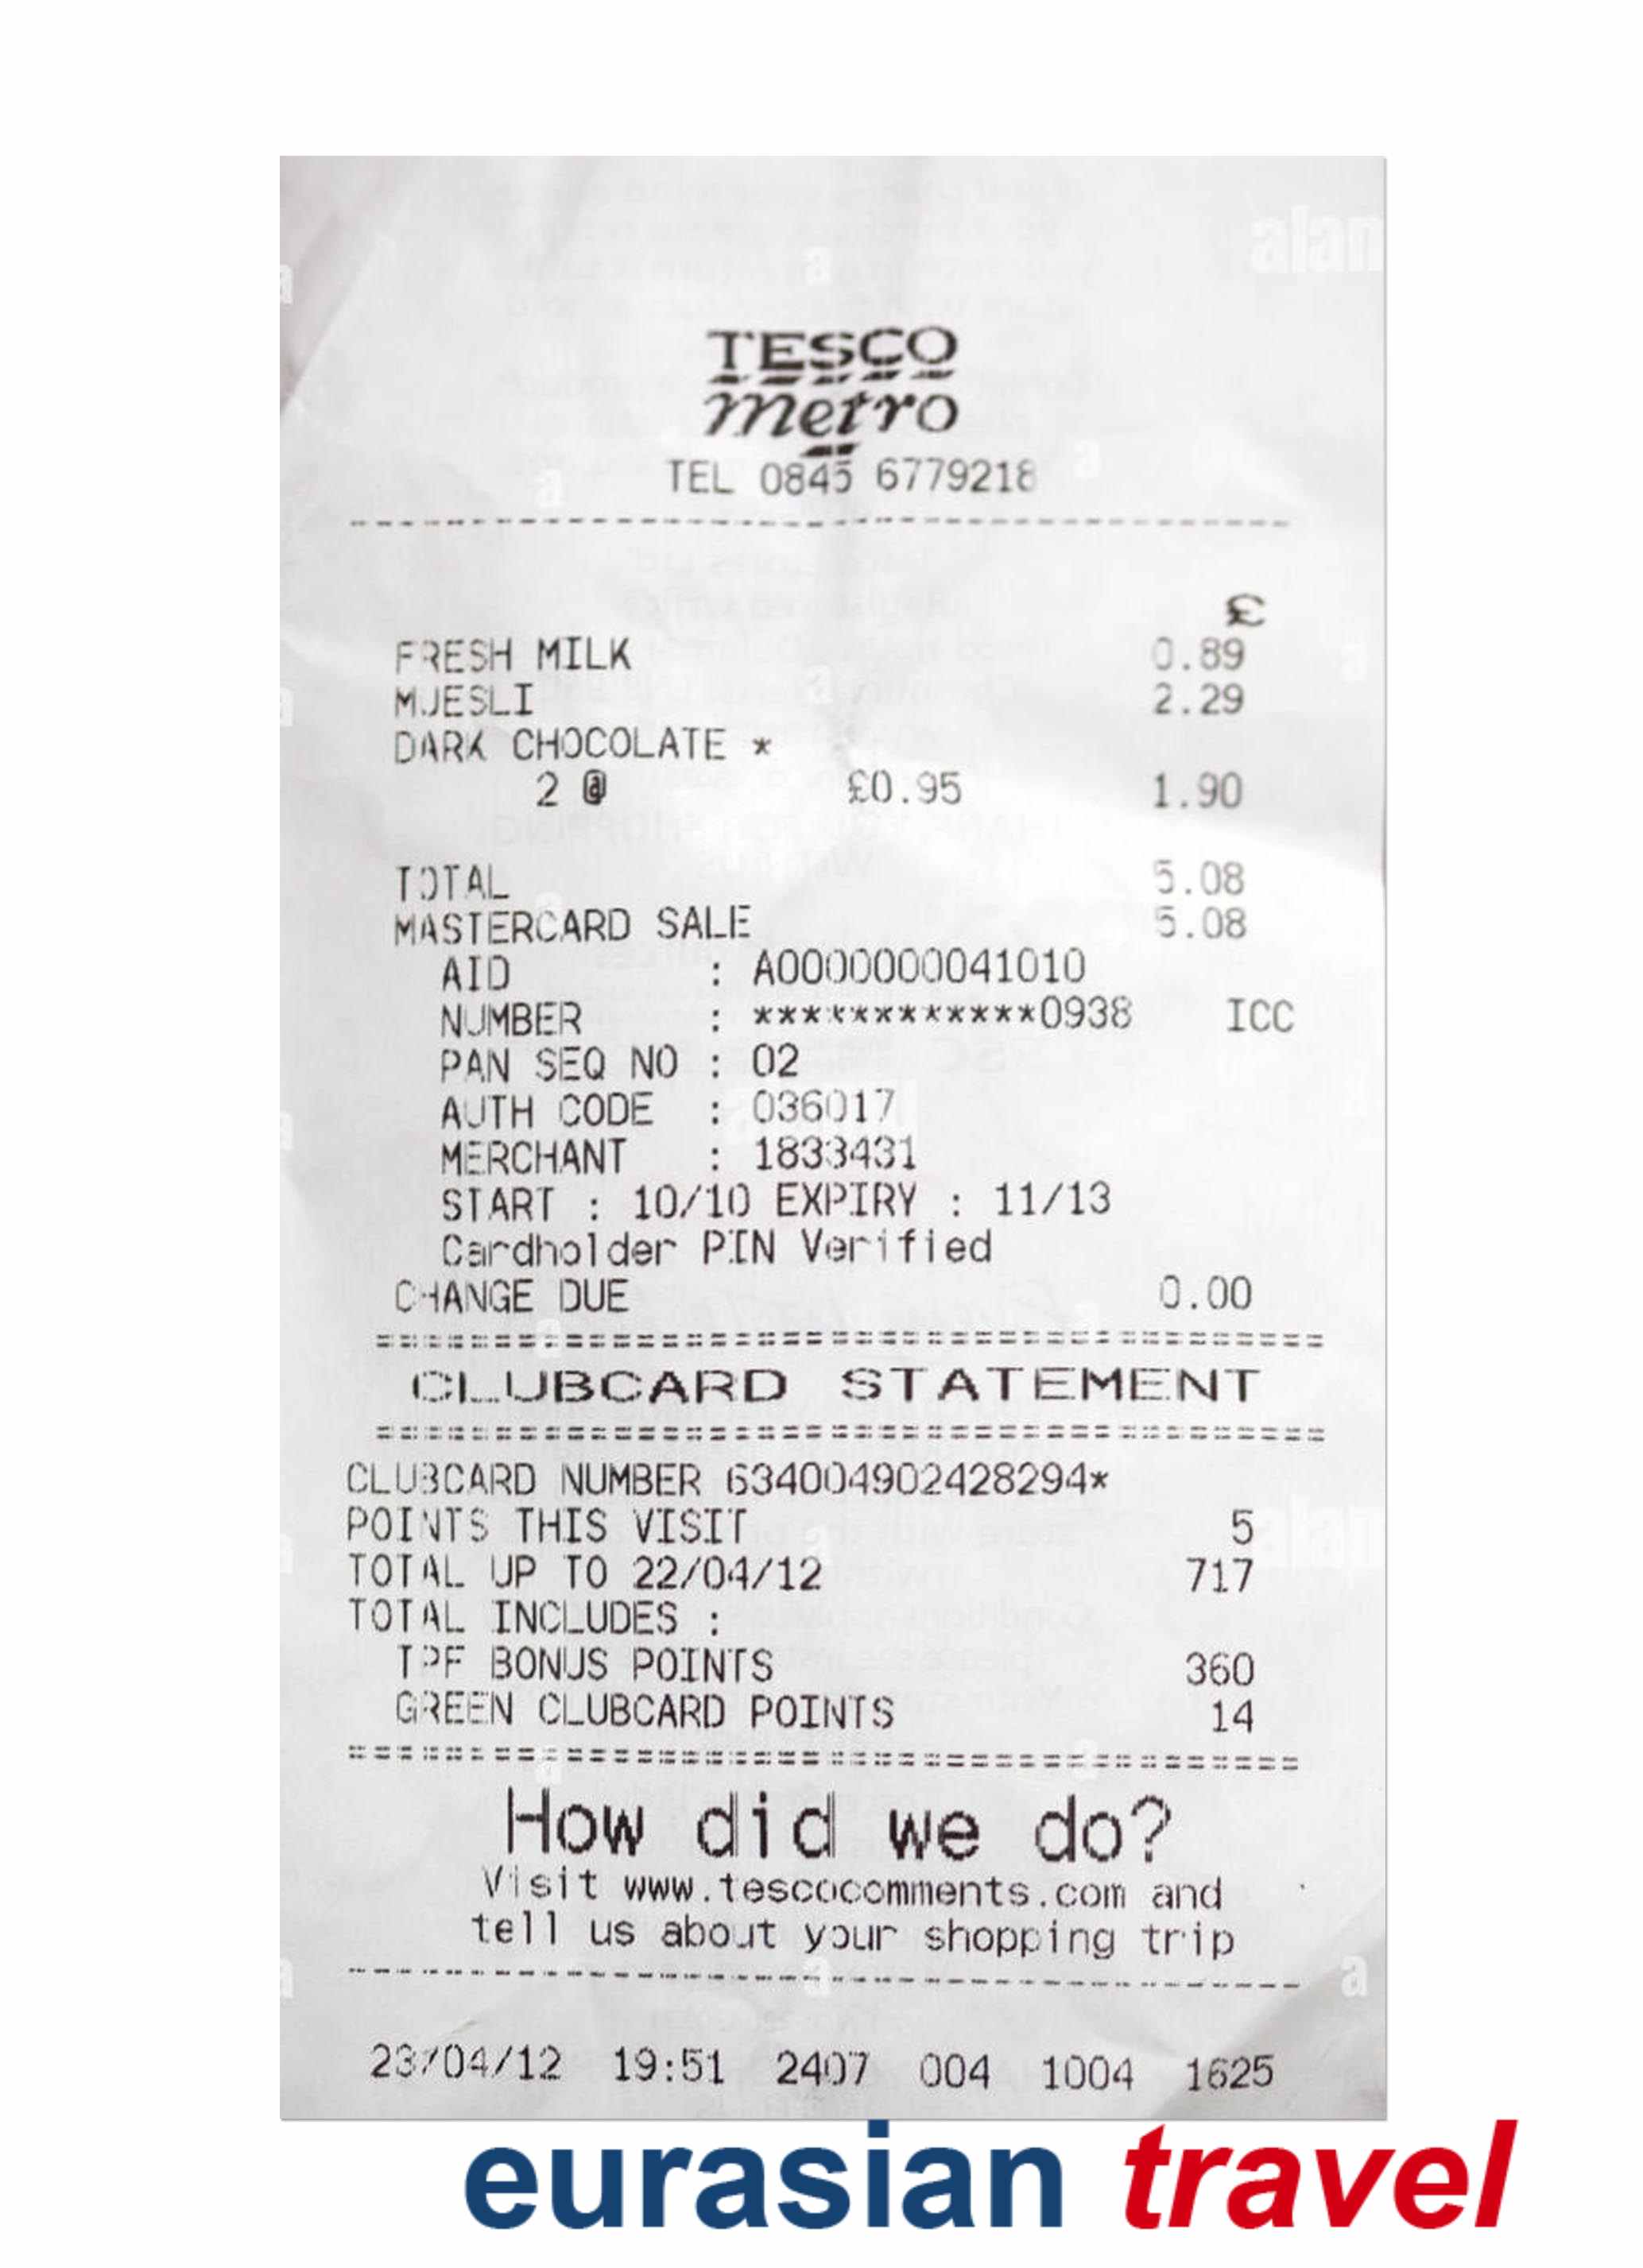 TESCO
metro
TEL 0845 6779218
£
FRESH MILK 0.89
MUESLI 2.29
DARK CHOCOLATE *
2 @ £0.95 1.90
TOTAL 5.08
MASTERCARD SALE 5.08
AID : A0000000041010
NUMBER : ************0938 ICC
PAN SEQ NO : 02
AUTH CODE : 036017
MERCHANT : 1833431
START : 10/10 EXPIRY : 11/13
Cardholder PIN Verified
CHANGE DUE 0.00
CLUBCARD STATEMENT
CLUBCARD NUMBER 634004902428294*
POINTS THIS VISIT 5
TOTAL UP TO 22/04/12 717
TOTAL INCLUDES :
TPF BONUS POINTS 360
GREEN CLUBCARD POINTS 14
How did we do?
Visit www.tescocomments.com and
tell us about your shopping trip
23/04/12 19:51 2407 004 1004 1625
eurasian travel